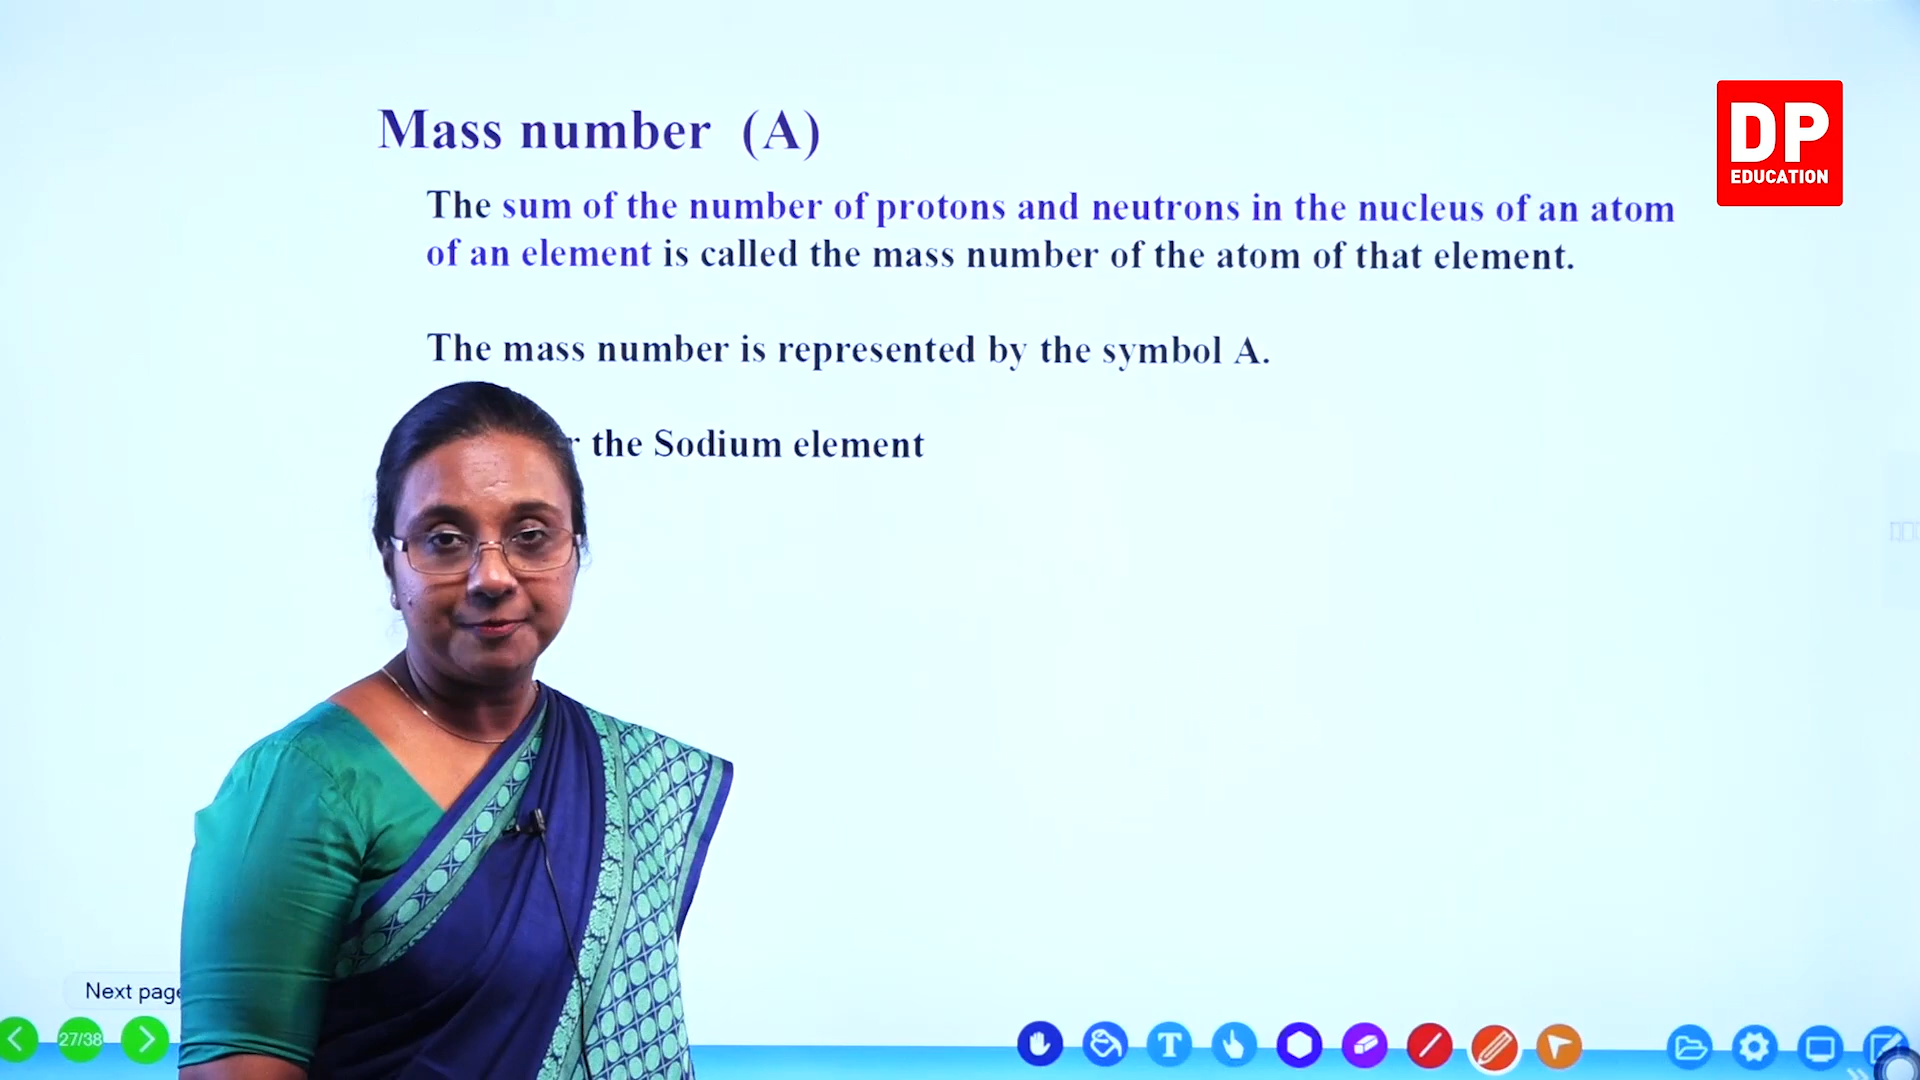 Mass number (A)
DP
EDUCATION
The sum of the number of protons and neutrons in the nucleus of an atom
of an element is called the mass number of the atom of that element.
The mass number is represented by the symbol A.
the Sodium element
Next page
27/38
T